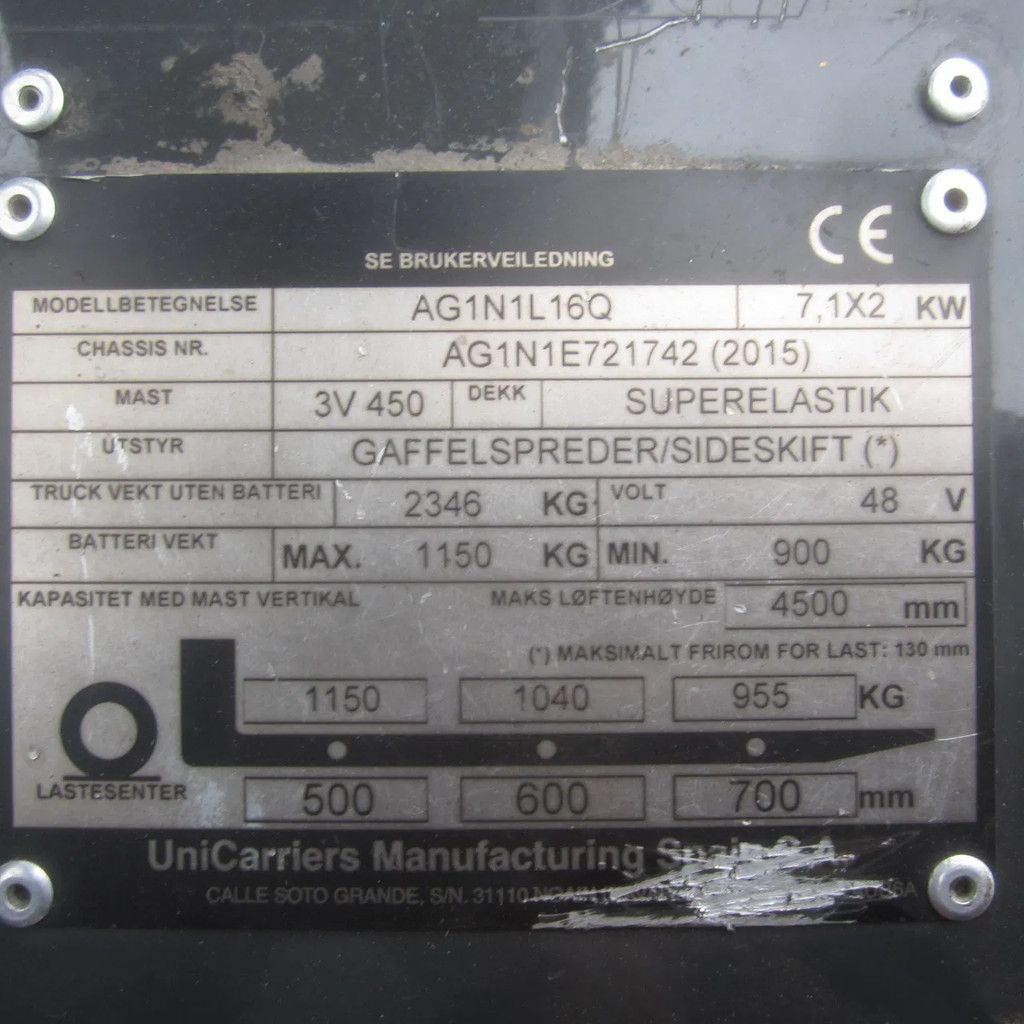 CE
SE BRUKERVEILEDNING
MODELLBETEGNELSE AG1N1L16Q 7,1X2 KW
CHASSIS NR. AG1N1E721742 (2015)
MAST 3V 450 DEKK SUPERELASTIK
UTSTYR GAFFELSPREDER/SIDESKIFT (*)
TRUCK VEKT UTEN BATTERI 2346 KG VOLT 48 V
BATTERI VEKT MAX. 1150 KG MIN. 900 KG
KAPASITET MED MAST VERTIKAL MAKS LØFTENHØYDE 4500 mm
(*) MAKSIMALT FRIROM FOR LAST: 130 mm
1150 1040 955 KG
LASTESENTER 500 600 700 mm
UniCarriers Manufacturing Spain S.A.
CALLE SOTO GRANDE, S/N. 31110